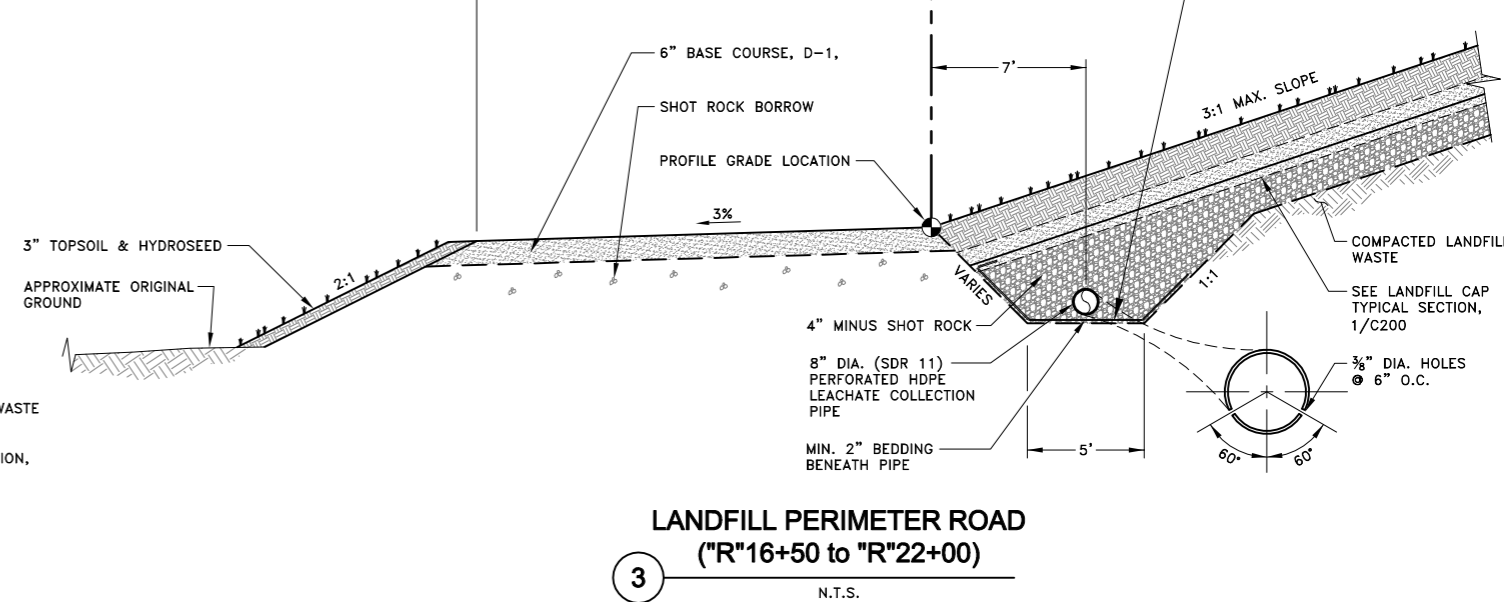 6" BASE COURSE, D-1,
7'
SHOT ROCK BORROW
3:1 MAX. SLOPE
PROFILE GRADE LOCATION
3%
3" TOPSOIL & HYDROSEED
2:1
APPROXIMATE ORIGINAL
GROUND
VARIES
1:1
COMPACTED LANDFILL
WASTE
SEE LANDFILL CAP
TYPICAL SECTION,
1/C200
4" MINUS SHOT ROCK
8" DIA. (SDR 11)
PERFORATED HDPE
LEACHATE COLLECTION
PIPE
⅜" DIA. HOLES
@ 6" O.C.
WASTE
ION,
MIN. 2" BEDDING
BENEATH PIPE
5'
60°
60°
LANDFILL PERIMETER ROAD
("R"16+50 to "R"22+00)
3
N.T.S.